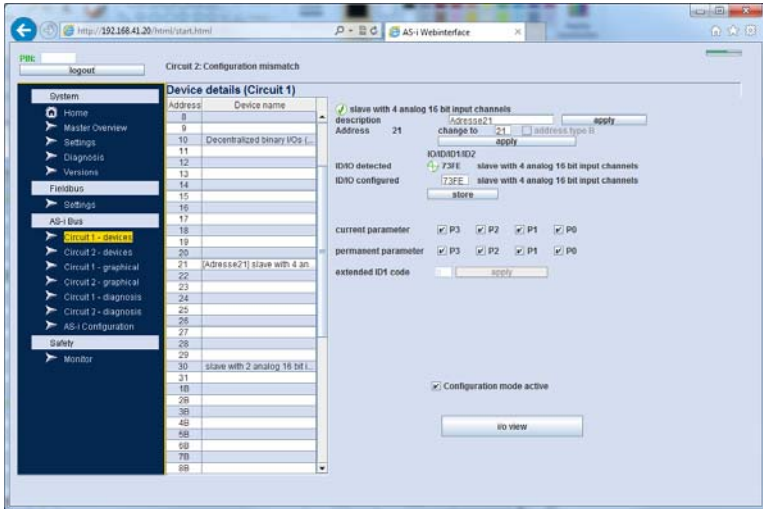 http://192.168.41.20/html/start.html
AS-i Webinterface
PIN:
logout
Circuit 2: Configuration mismatch
System
Home
Master Overview
Settings
Diagnosis
Versions
Fieldbus
Settings
AS-i Bus
Circuit 1 - devices
Circuit 2 - devices
Circuit 1 - graphical
Circuit 2 - graphical
Circuit 1 - diagnosis
Circuit 2 - diagnosis
AS-i Configuration
Safety
Monitor
Device details (Circuit 1)
Address Device name
8
9
10 Decentralized binary I/Os (...
11
12
13
14
15
16
17
18
19
20
21 [Adresse21] slave with 4 an...
22
23
24
25
26
27
28
29
30 slave with 2 analog 16 bit i...
31
1B
2B
3B
4B
5B
6B
7B
8B
slave with 4 analog 16 bit input channels
description Adresse21 apply
Address 21 change to 21 address type B
apply
IO/ID/ID1/ID2
ID/IO detected 73FE slave with 4 analog 16 bit input channels
ID/IO configured 73FE slave with 4 analog 16 bit input channels
store
current parameter P3 P2 P1 P0
permanent parameter P3 P2 P1 P0
extended ID1 code apply
Configuration mode active
I/O view